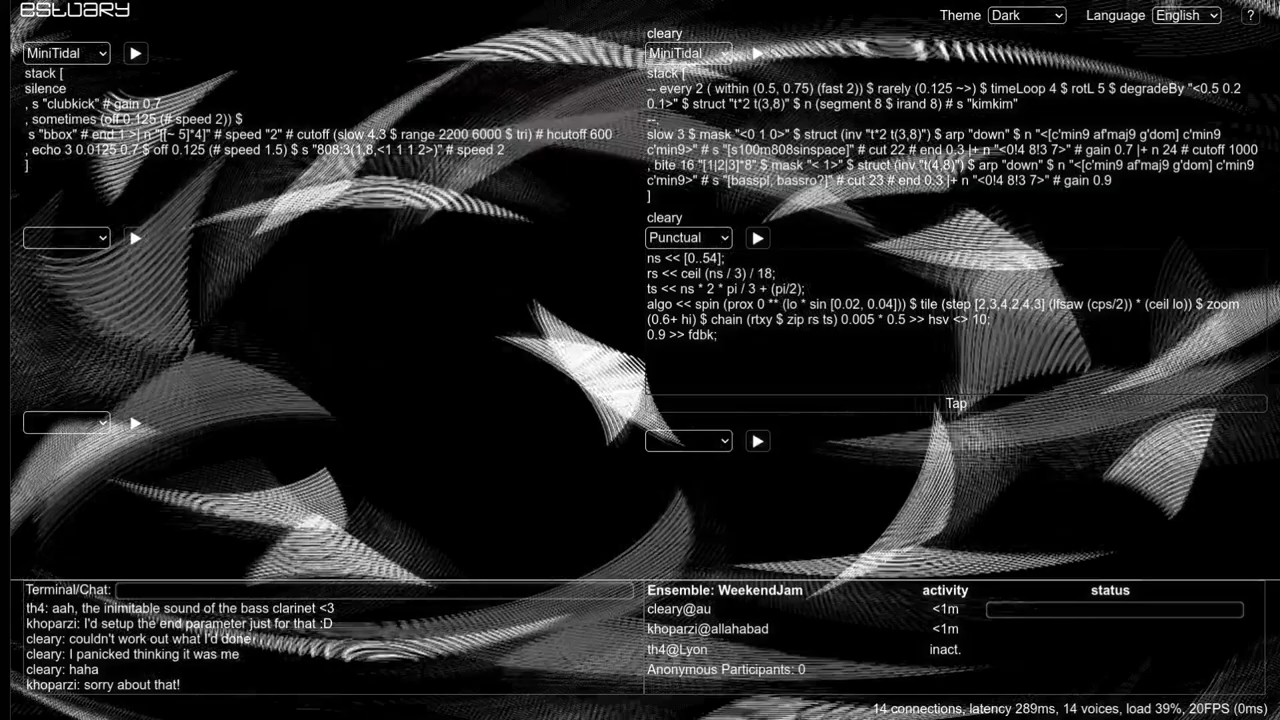 estuary
Theme Dark Language English ?
MiniTidal
stack [
silence
, s "clubkick" # gain 0.7
, sometimes (off 0.125 (# speed 2)) $
s "bbox" # end 1 >| n "[[~ 5]*4]" # speed "2" # cutoff (slow 4.3 $ range 2200 6000 $ tri) # hcutoff 600
, echo 3 0.0125 0.7 $ off 0.125 (# speed 1.5) $ s "808:3(1,8,<1 1 1 2>)" # speed 2
]
cleary
MiniTidal
stack [
-- every 2 ( within (0.5, 0.75) (fast 2)) $ rarely (0.125 ~>) $ timeLoop 4 $ rotL 5 $ degradeBy "<0.5 0.2
0.1>" $ struct "t*2 t(3,8)" $ n (segment 8 $ irand 8) # s "kimkim"
--,
slow 3 $ mask "<0 1 0>" $ struct (inv "t*2 t(3,8)") $ arp "down" $ n "<[c'min9 af'maj9 g'dom] c'min9
c'min9>" # s "[s100m808sinspace]" # cut 22 # end 0.3 |+ n "<0!4 8!3 7>" # gain 0.7 |+ n 24 # cutoff 1000
, bite 16 "[1|2|3]*8" $ mask "< 1>" $ struct (inv "t(4,8)") $ arp "down" $ n "<[c'min9 af'maj9 g'dom] c'min9
c'min9>" # s "[basspl, bassro?]" # cut 23 # end 0.3 |+ n "<0!4 8!3 7>" # gain 0.9
]
cleary
Punctual
ns << [0..54];
rs << ceil (ns / 3) / 18;
ts << ns * 2 * pi / 3 + (pi/2);
algo << spin (prox 0 ** (lo * sin [0.02, 0.04])) $ tile (step [2,3,4.2,4.3] (lfsaw (cps/2)) * (ceil lo)) $ zoom
(0.6+ hi) $ chain (rtxy $ zip rs ts) 0.005 * 0.5 >> hsv <> 10;
0.9 >> fdbk;
Tap
Terminal/Chat:
th4: aah, the inimitable sound of the bass clarinet <3
khoparzi: I'd setup the end parameter just for that :D
cleary: couldn't work out what I'd done
cleary: I panicked thinking it was me
cleary: haha
khoparzi: sorry about that!
Ensemble: WeekendJam activity status
cleary@au <1m
khoparzi@allahabad <1m
th4@Lyon inact.
Anonymous Participants: 0
14 connections, latency 289ms, 14 voices, load 39%, 20FPS (0ms)